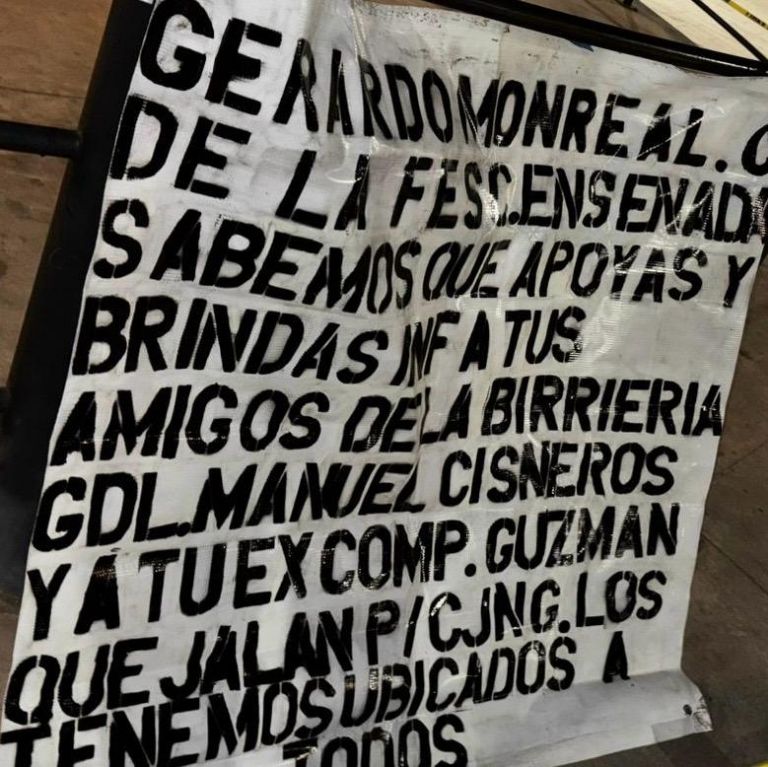 GERARDO MONREAL. C
DE LA FESC.ENSENADA
SABEMOS QUE APOYAS Y
BRINDAS INF A TUS
AMIGOS DE LA BIRRIERIA
GDL.MANUEL CISNEROS
Y A TU EX COMP. GUZMAN
QUE JALAN P/CJNG.LOS
TENEMOS UBICADOS A
TODOS